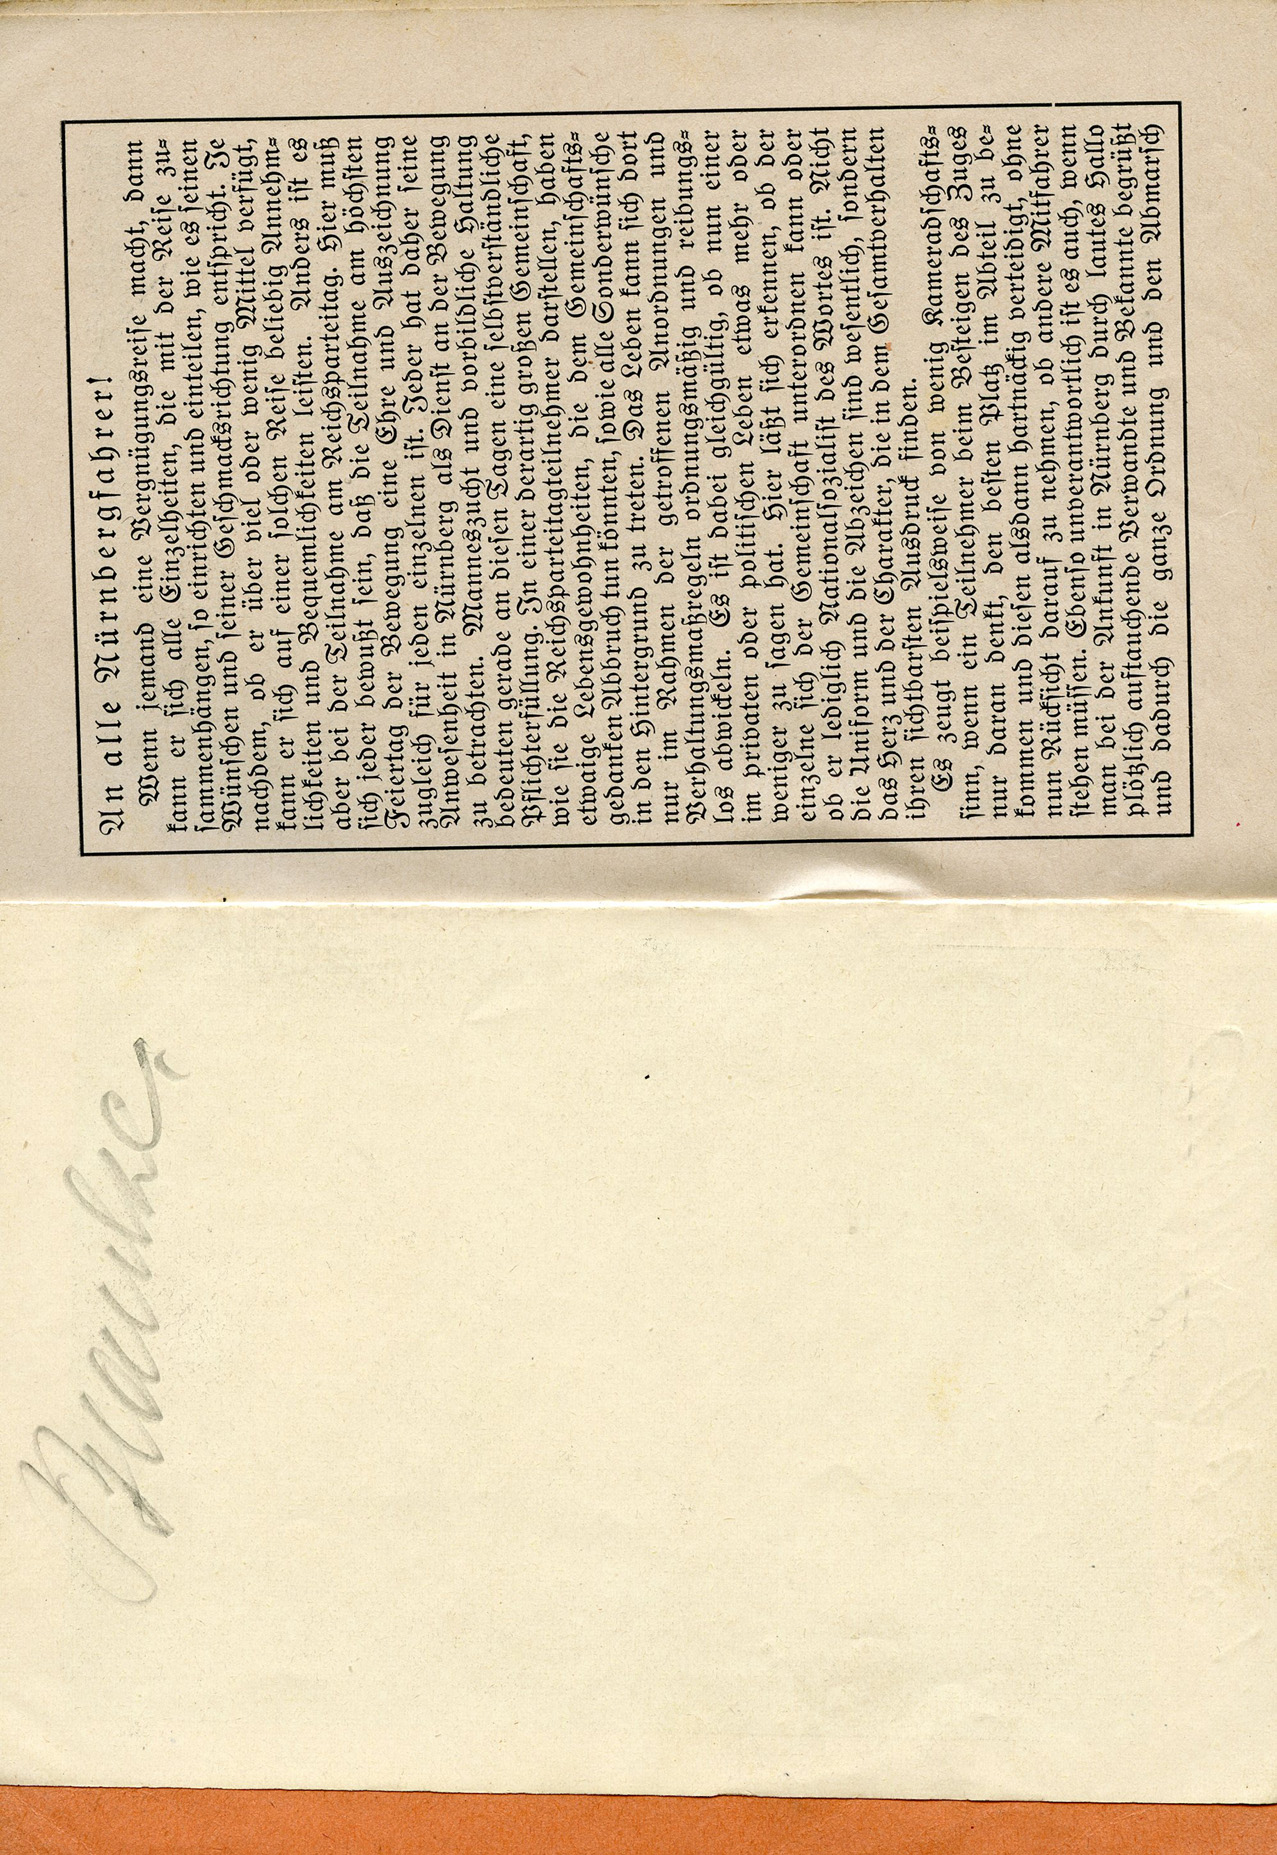 An alle Nürnbergfahrer!
Wenn jemand eine Vergnügungsreise macht, dann
kann er sich alle Einzelheiten, die mit der Reise zu-
sammenhängen, so einrichten und einteilen, wie es seinen
Wünschen und seiner Geschmacksrichtung entspricht. Je
nachdem, ob er über viel oder wenig Mittel verfügt,
kann er sich auf einer solchen Reise beliebig Annehm-
lichkeiten und Bequemlichkeiten leisten. Anders ist es
aber bei der Teilnahme am Reichsparteitag. Hier muß
sich jeder bewußt sein, daß die Teilnahme am höchsten
Feiertag der Bewegung eine Ehre und Auszeichnung
zugleich für jeden einzelnen ist. Jeder hat daher seine
Anwesenheit in Nürnberg als Dienst an der Bewegung
zu betrachten. Manneszucht und vorbildliche Haltung
bedeuten gerade an diesen Tagen eine selbstverständliche
Pflichterfüllung. In einer derartig großen Gemeinschaft,
wie sie die Reichsparteitagteilnehmer darstellen, haben
etwaige Lebensgewohnheiten, die dem Gemeinschafts-
gedanken Abbruch tun könnten, sowie alle Sonderwünsche
in den Hintergrund zu treten. Das Leben kann sich dort
nur im Rahmen der getroffenen Anordnungen und
Verhaltungsmaßregeln ordnungsmäßig und reibungs-
los abwickeln. Es ist dabei gleichgültig, ob nun einer
im privaten oder politischen Leben etwas mehr oder
weniger zu sagen hat. Hier läßt sich erkennen, ob der
einzelne sich der Gemeinschaft unterordnen kann oder
ob er lediglich Nationalsozialist des Wortes ist. Nicht
die Uniform und die Abzeichen sind wesentlich, sondern
das Herz und der Charakter, die in dem Gesamtverhalten
ihren sichtbarsten Ausdruck finden.
Es zeugt beispielsweise von wenig Kameradschafts-
sinn, wenn ein Teilnehmer beim Besteigen des Zuges
nur daran denkt, den besten Platz im Abteil zu be-
kommen und diesen alsdann hartnäckig verteidigt, ohne
nun Rücksicht darauf zu nehmen, ob andere Mitfahrer
stehen müssen. Ebenso unverantwortlich ist es auch, wenn
man bei der Ankunft in Nürnberg durch lautes Hallo
plötzlich auftauchende Verwandte und Bekannte begrüßt
und dadurch die ganze Ordnung und den Abmarsch